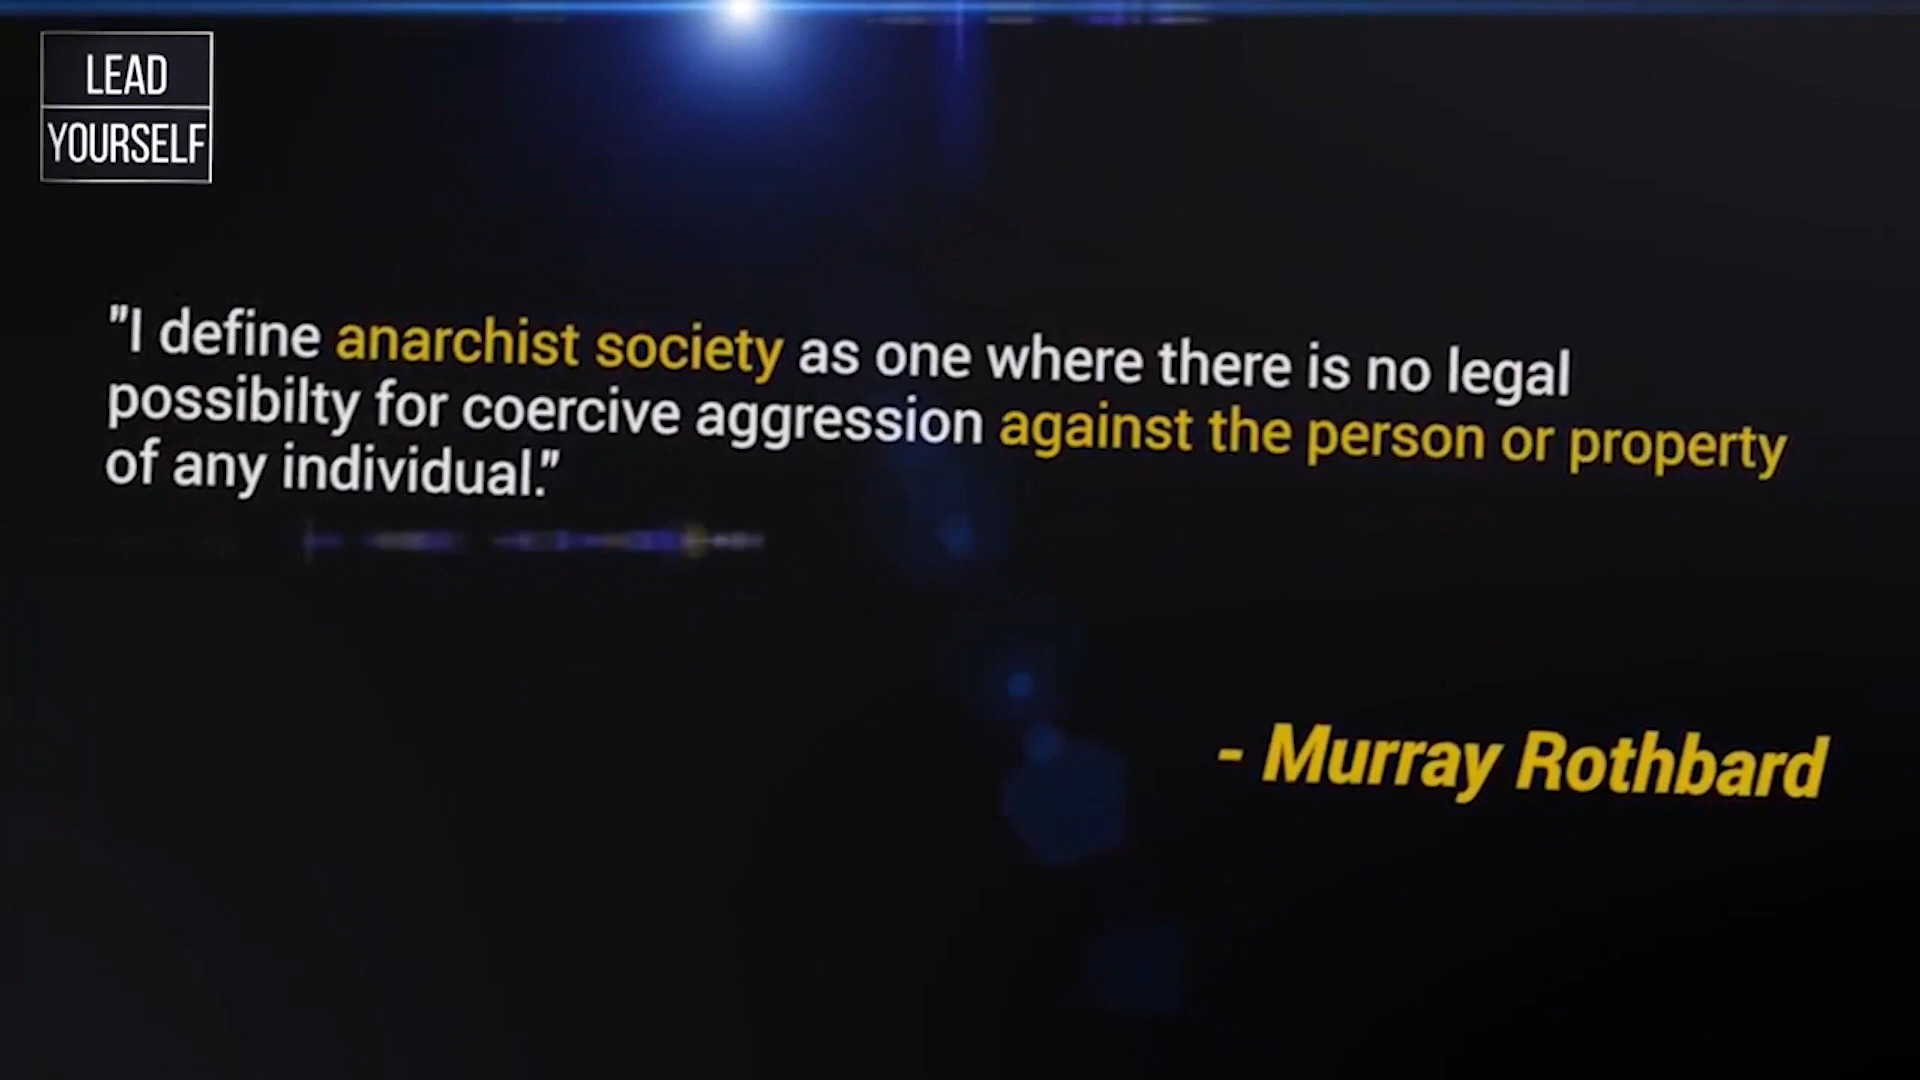 LEAD
YOURSELF
"I define anarchist society as one where there is no legal
possibilty for coercive aggression against the person or property
of any individual."
- Murray Rothbard